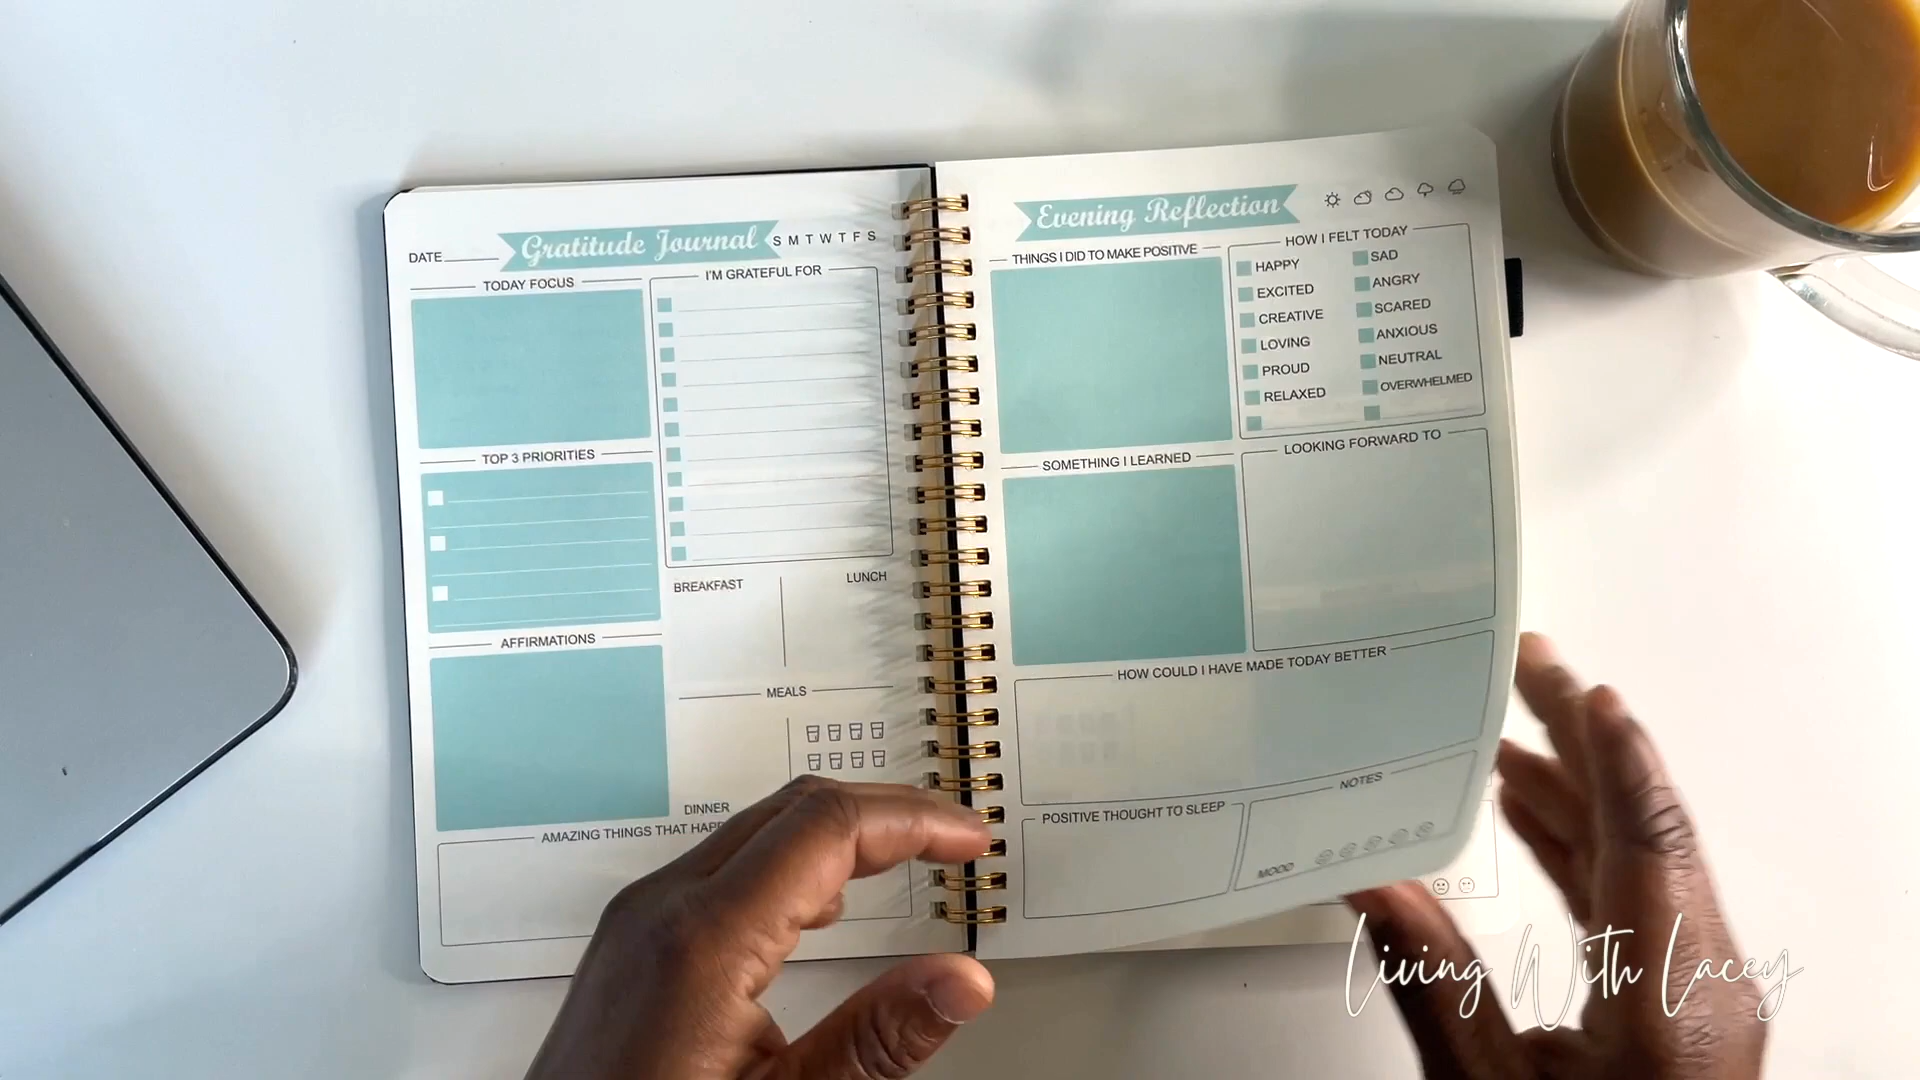 DATE
Gratitude Journal
S M T W T F S
TODAY FOCUS
I'M GRATEFUL FOR
TOP 3 PRIORITIES
BREAKFAST
LUNCH
AFFIRMATIONS
MEALS
DINNER
AMAZING THINGS THAT
Evening Reflection
THINGS I DID TO MAKE POSITIVE
HOW I FELT TODAY
HAPPY
SAD
EXCITED
ANGRY
CREATIVE
SCARED
LOVING
ANXIOUS
PROUD
NEUTRAL
RELAXED
OVERWHELMED
SOMETHING I LEARNED
LOOKING FORWARD TO
HOW COULD I HAVE MADE TODAY BETTER
POSITIVE THOUGHT TO SLEEP
NOTES
MOOD
Living With Lacey